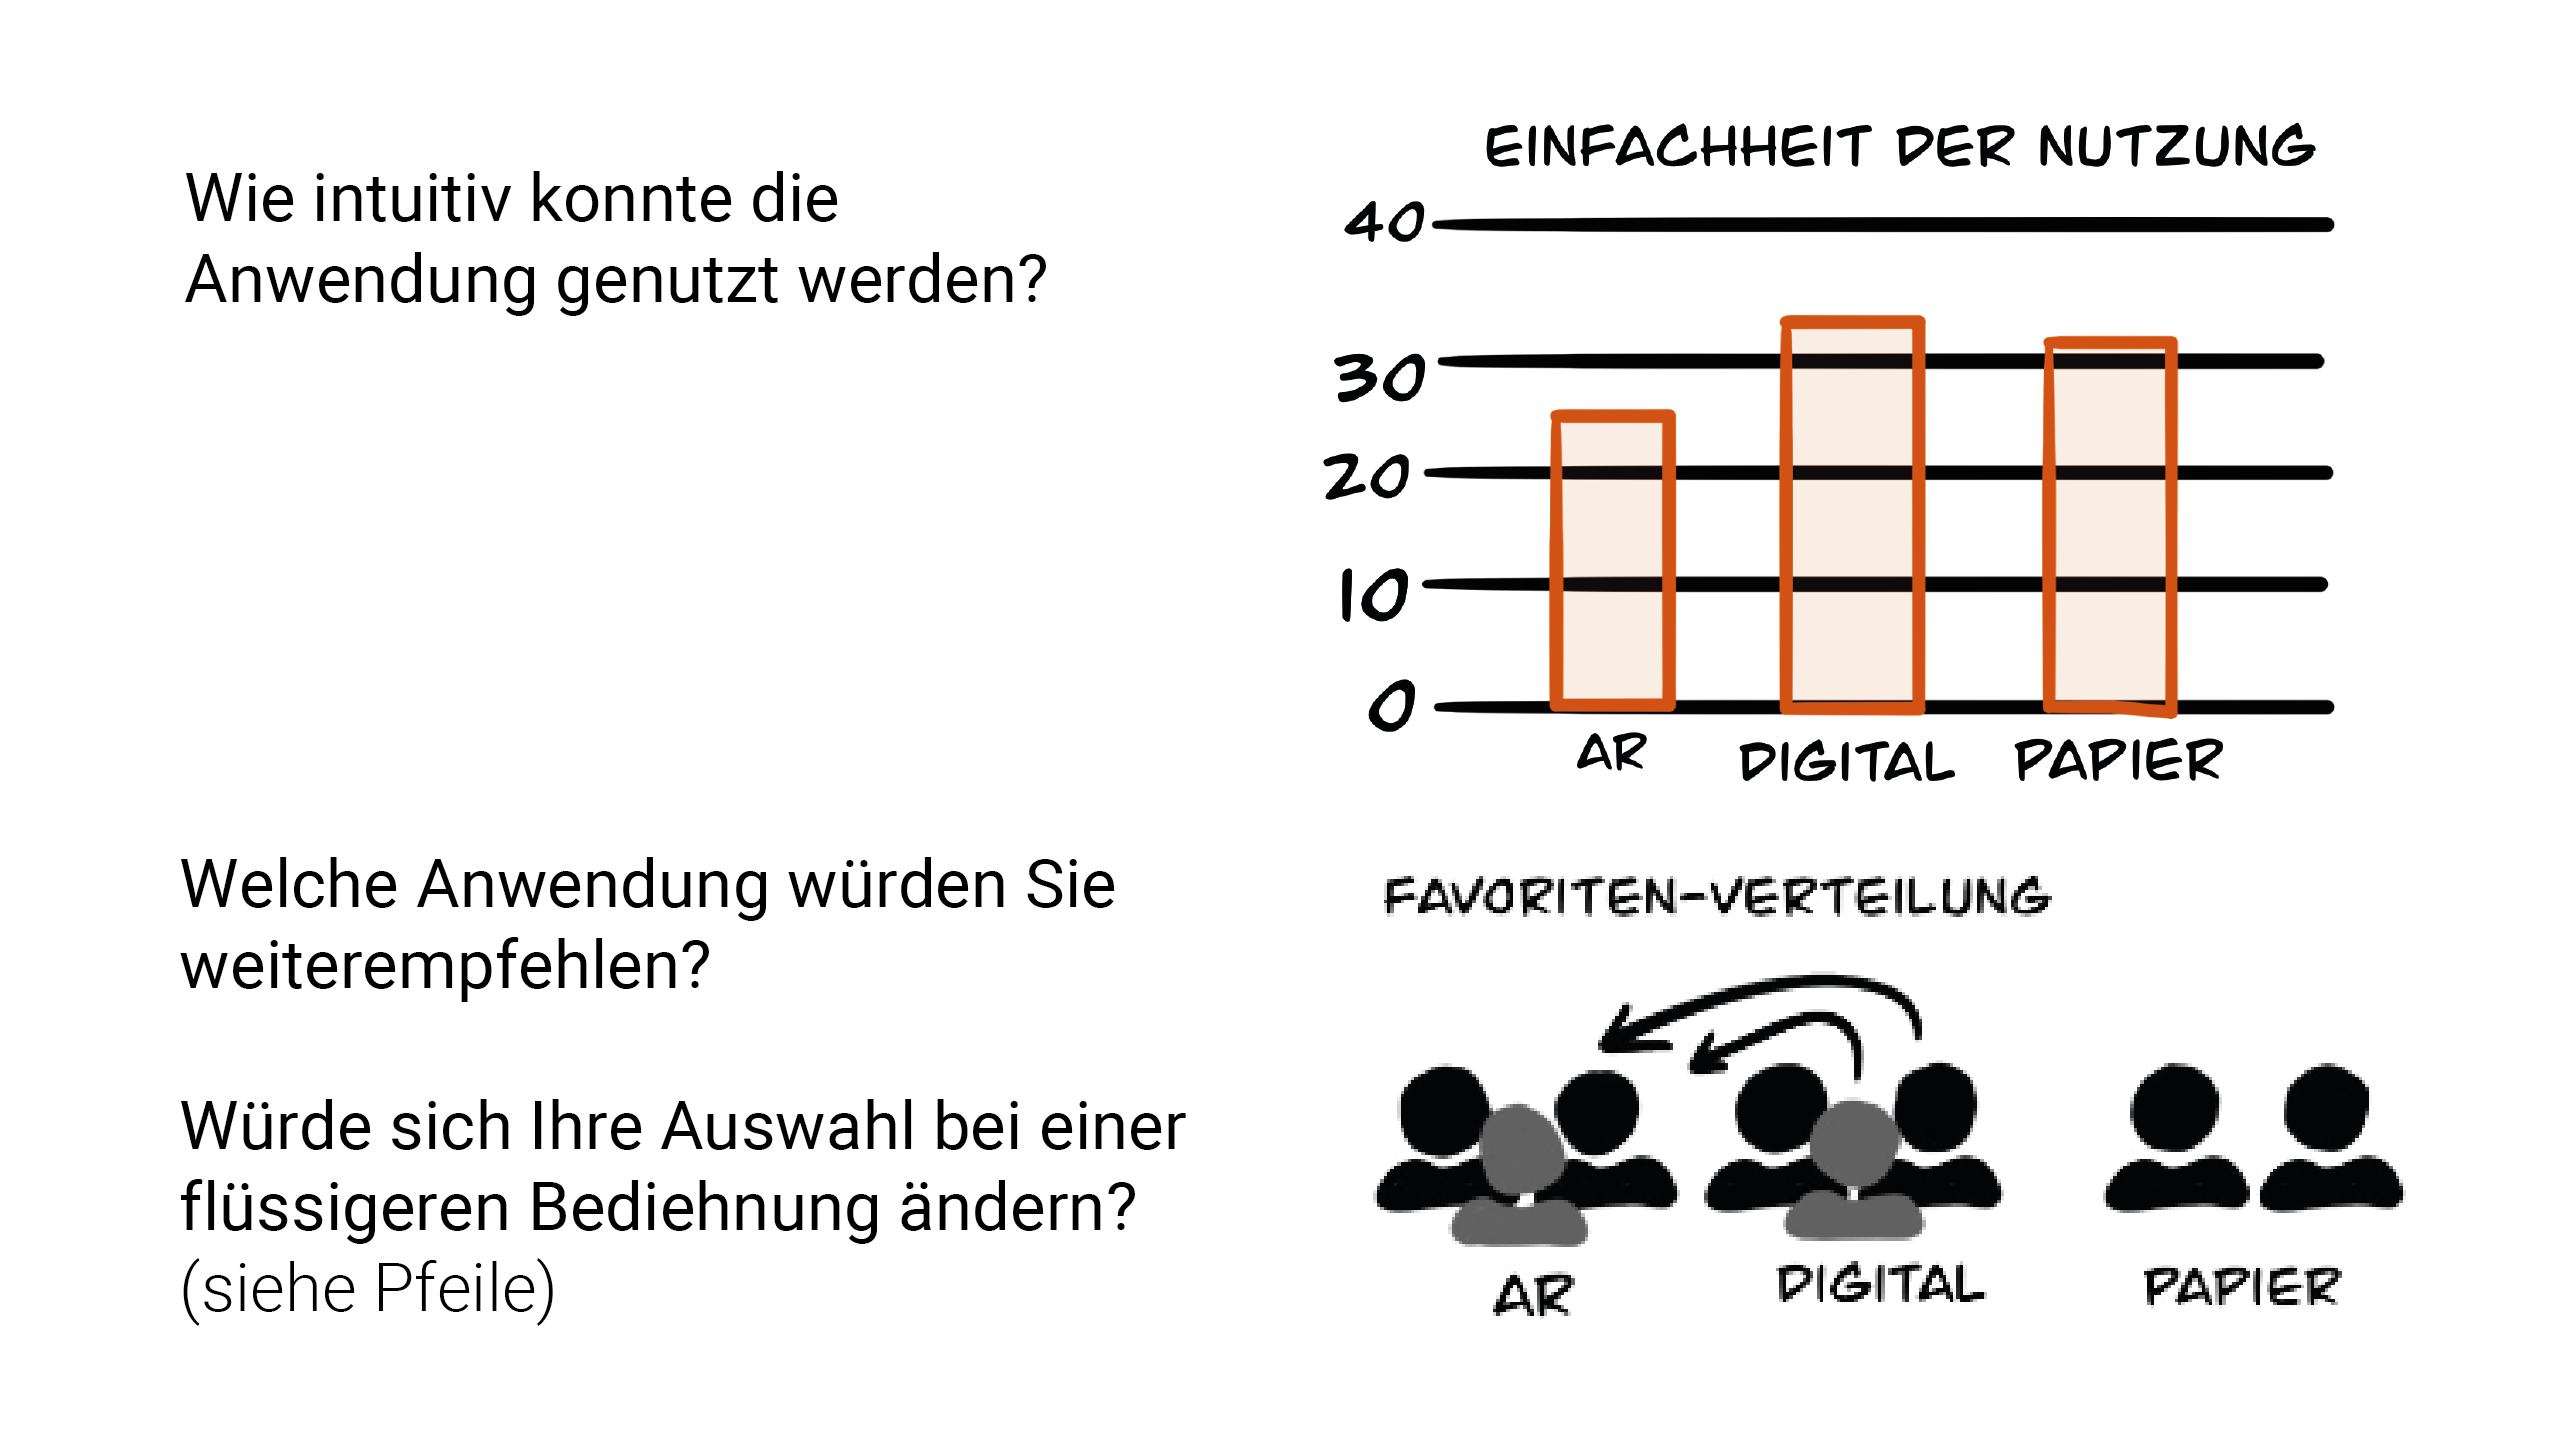 Wie intuitiv konnte die
Anwendung genutzt werden?
EINFACHHEIT DER NUTZUNG
40
30
20
10
0
AR DIGITAL PAPIER
Welche Anwendung würden Sie
weiterempfehlen?
Würde sich Ihre Auswahl bei einer
flüssigeren Bediehnung ändern?
(siehe Pfeile)
FAVORITEN-VERTEILUNG
AR DIGITAL PAPIER